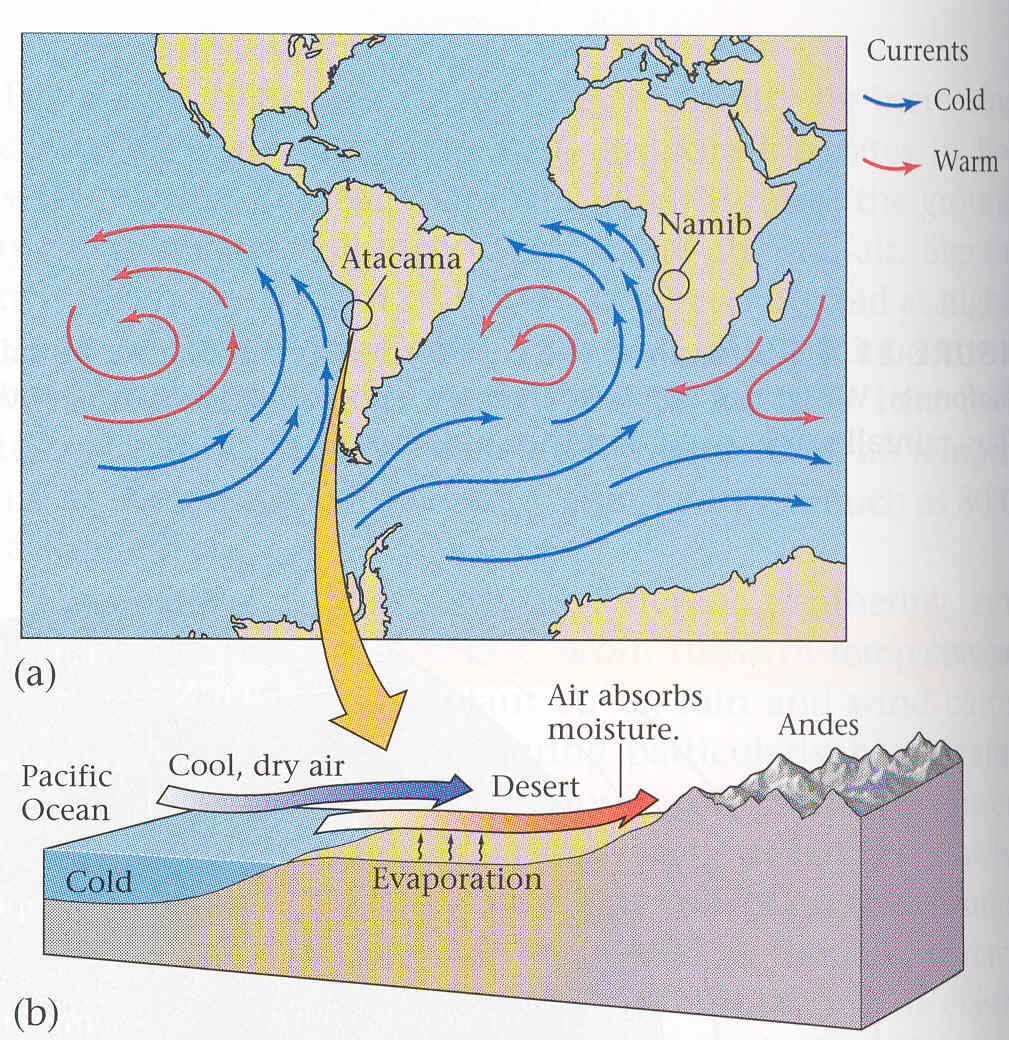 Currents
Cold
Warm
Namib
Atacama
(a)
Air absorbs
moisture.
Andes
Cool, dry air
Pacific
Ocean
Desert
Cold
Evaporation
(b)